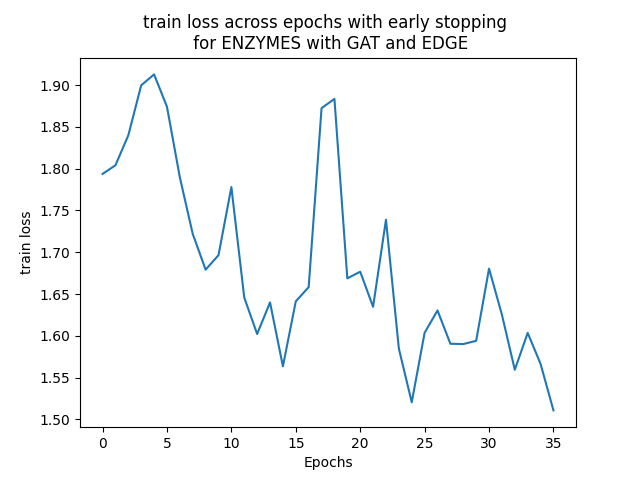 train loss across epochs with early stopping
for ENZYMES with GAT and EDGE
1.90
1.85
1.80
1.75
1.70
1.65
1.60
1.55
1.50
train loss
0 5 10 15 20 25 30 35
Epochs